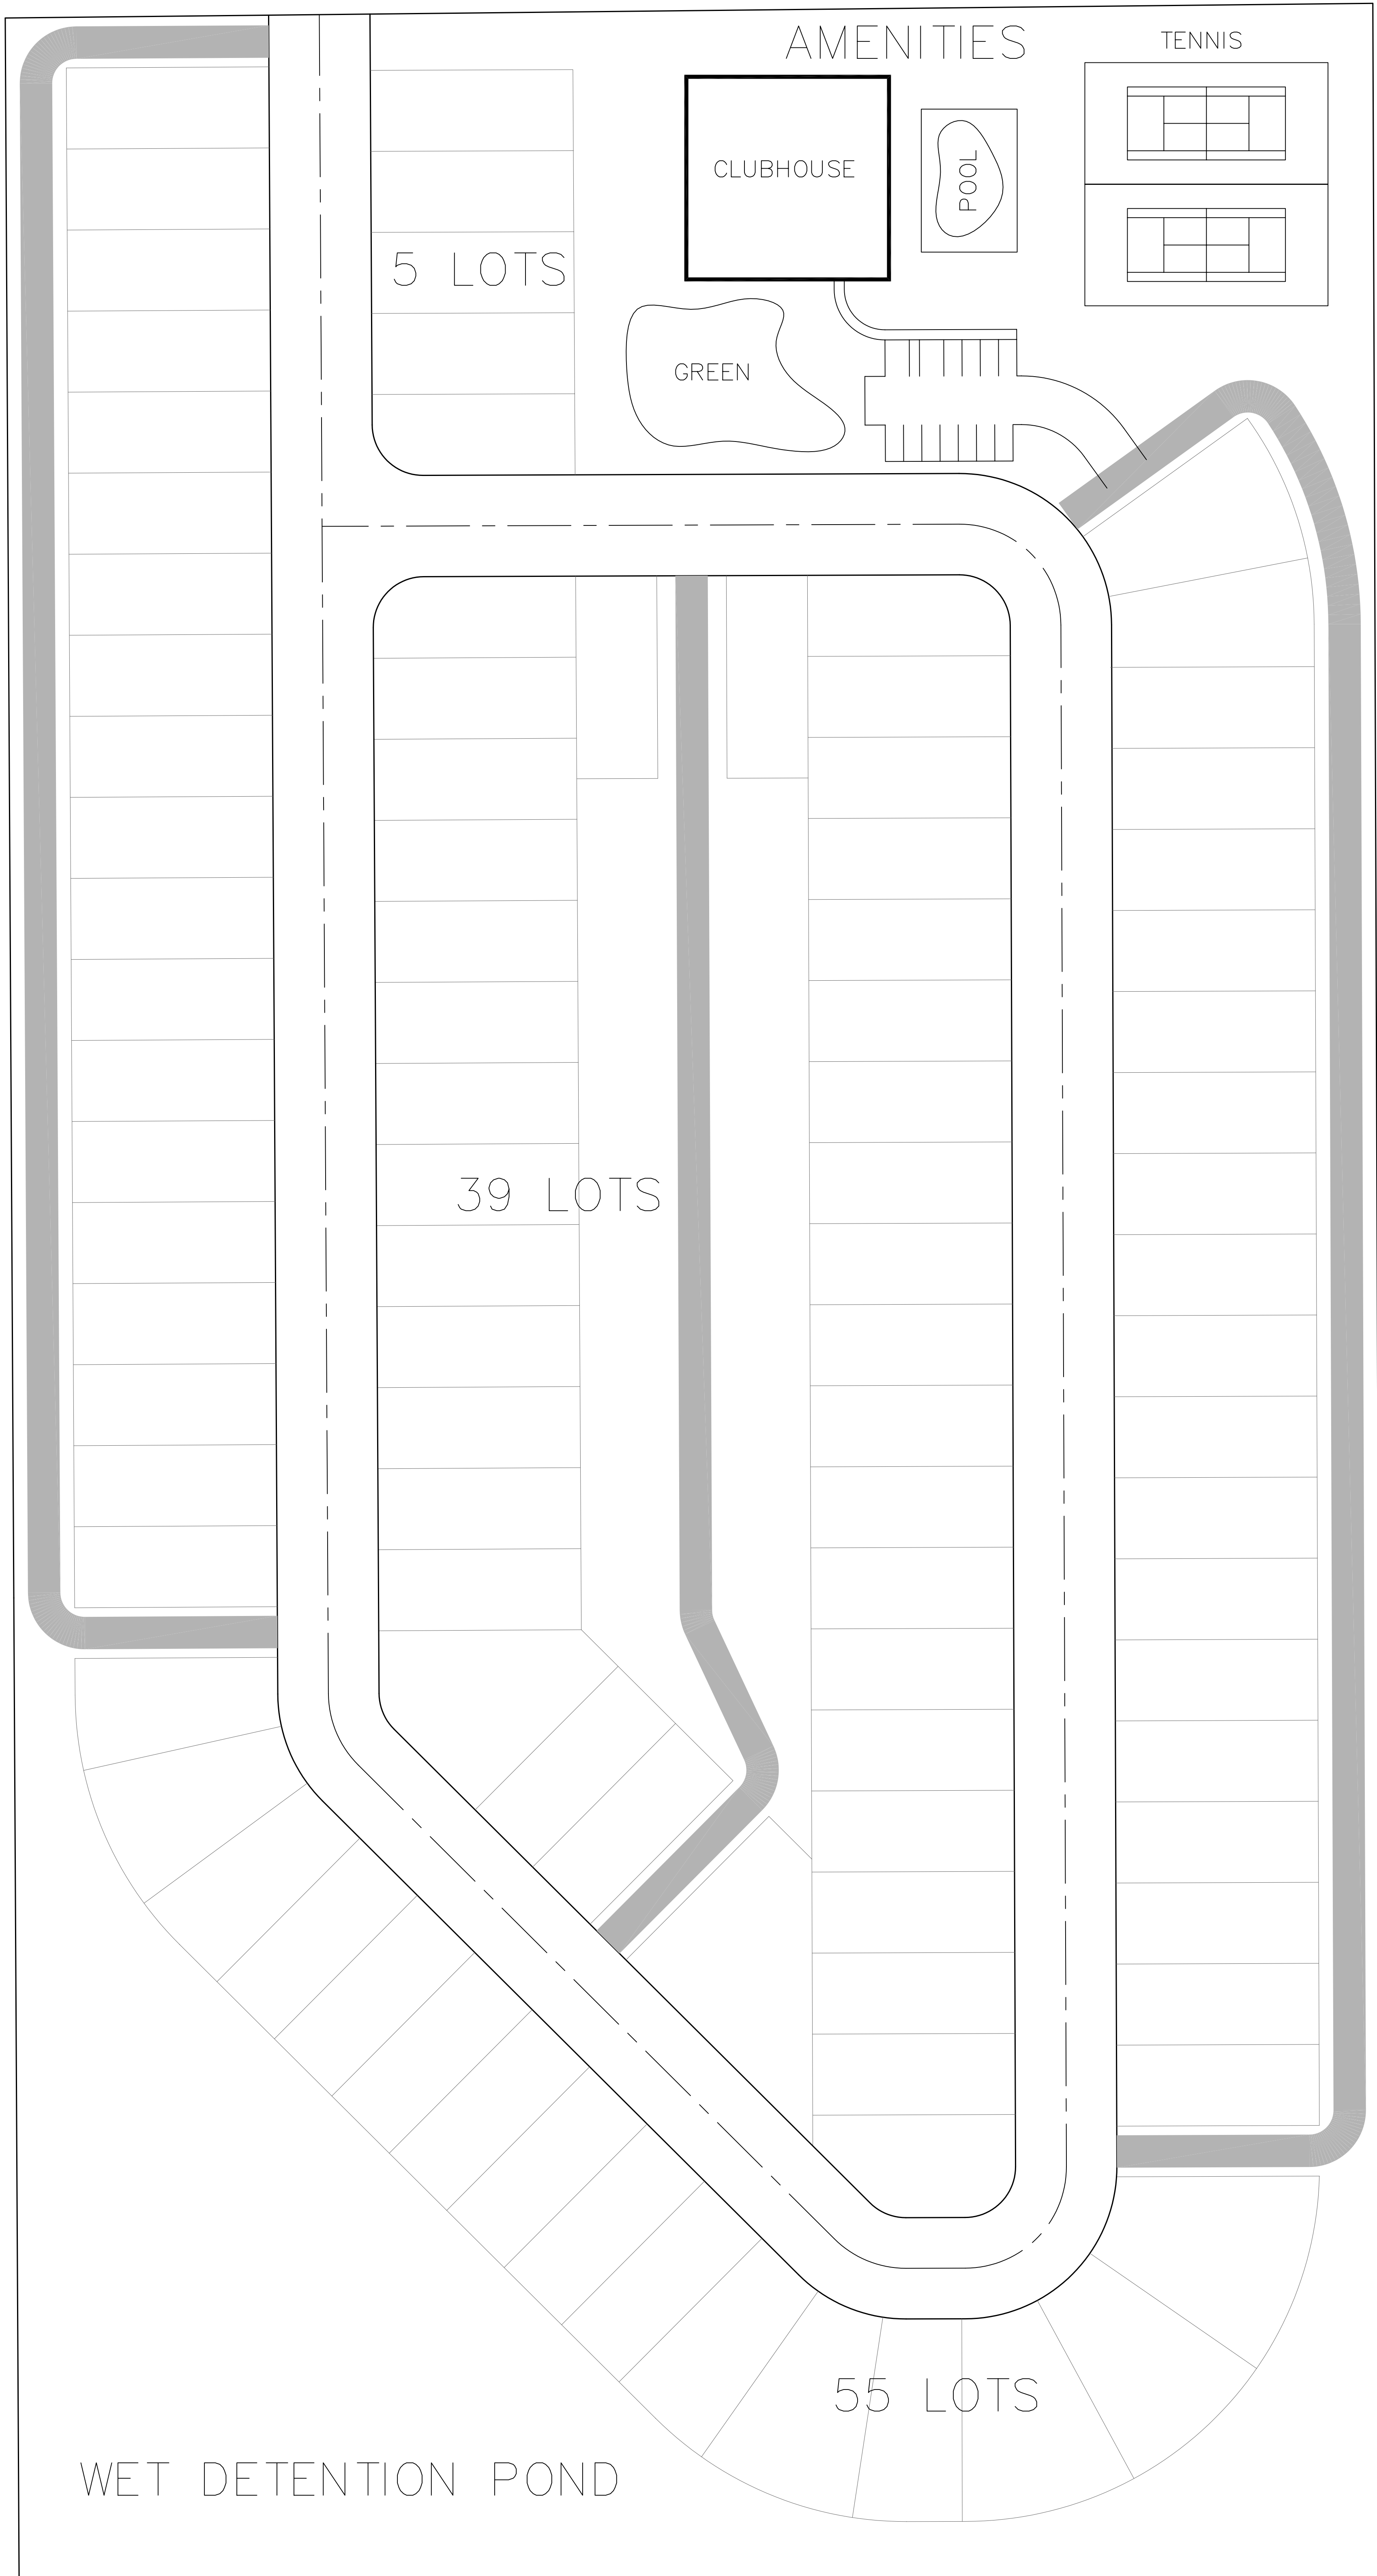 AMENITIES
TENNIS
CLUBHOUSE
POOL
5 LOTS
GREEN
39 LOTS
55 LOTS
WET DETENTION POND